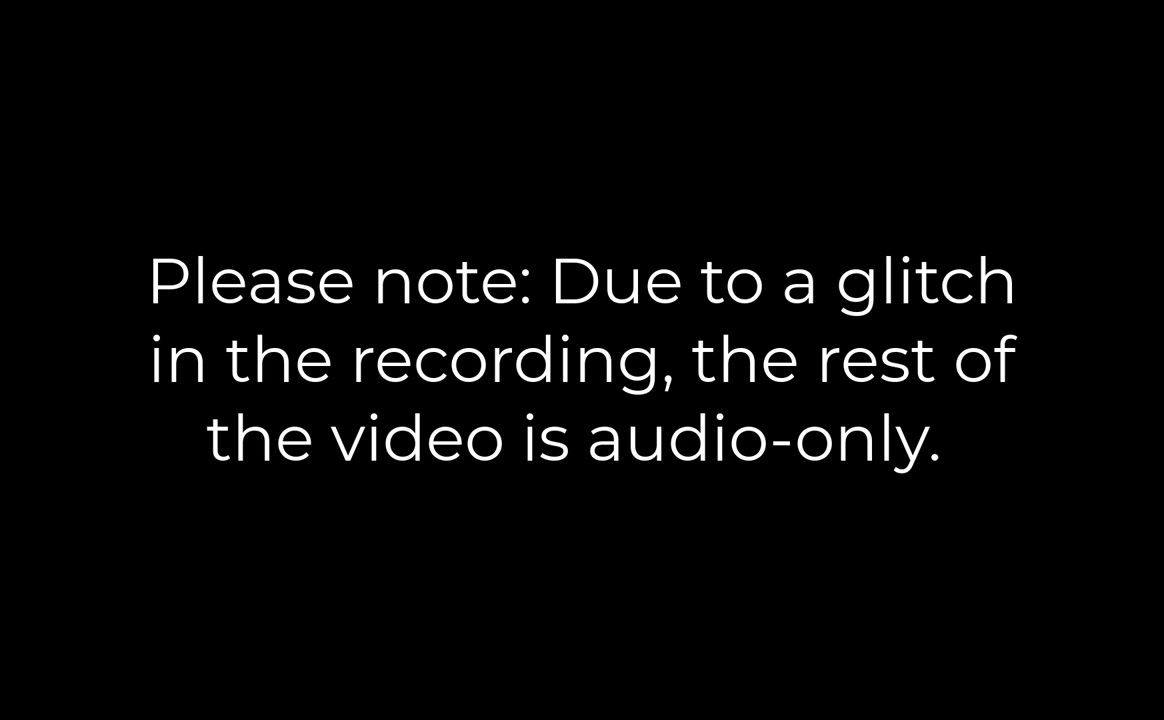 Please note: Due to a glitch
in the recording, the rest of
the video is audio-only.